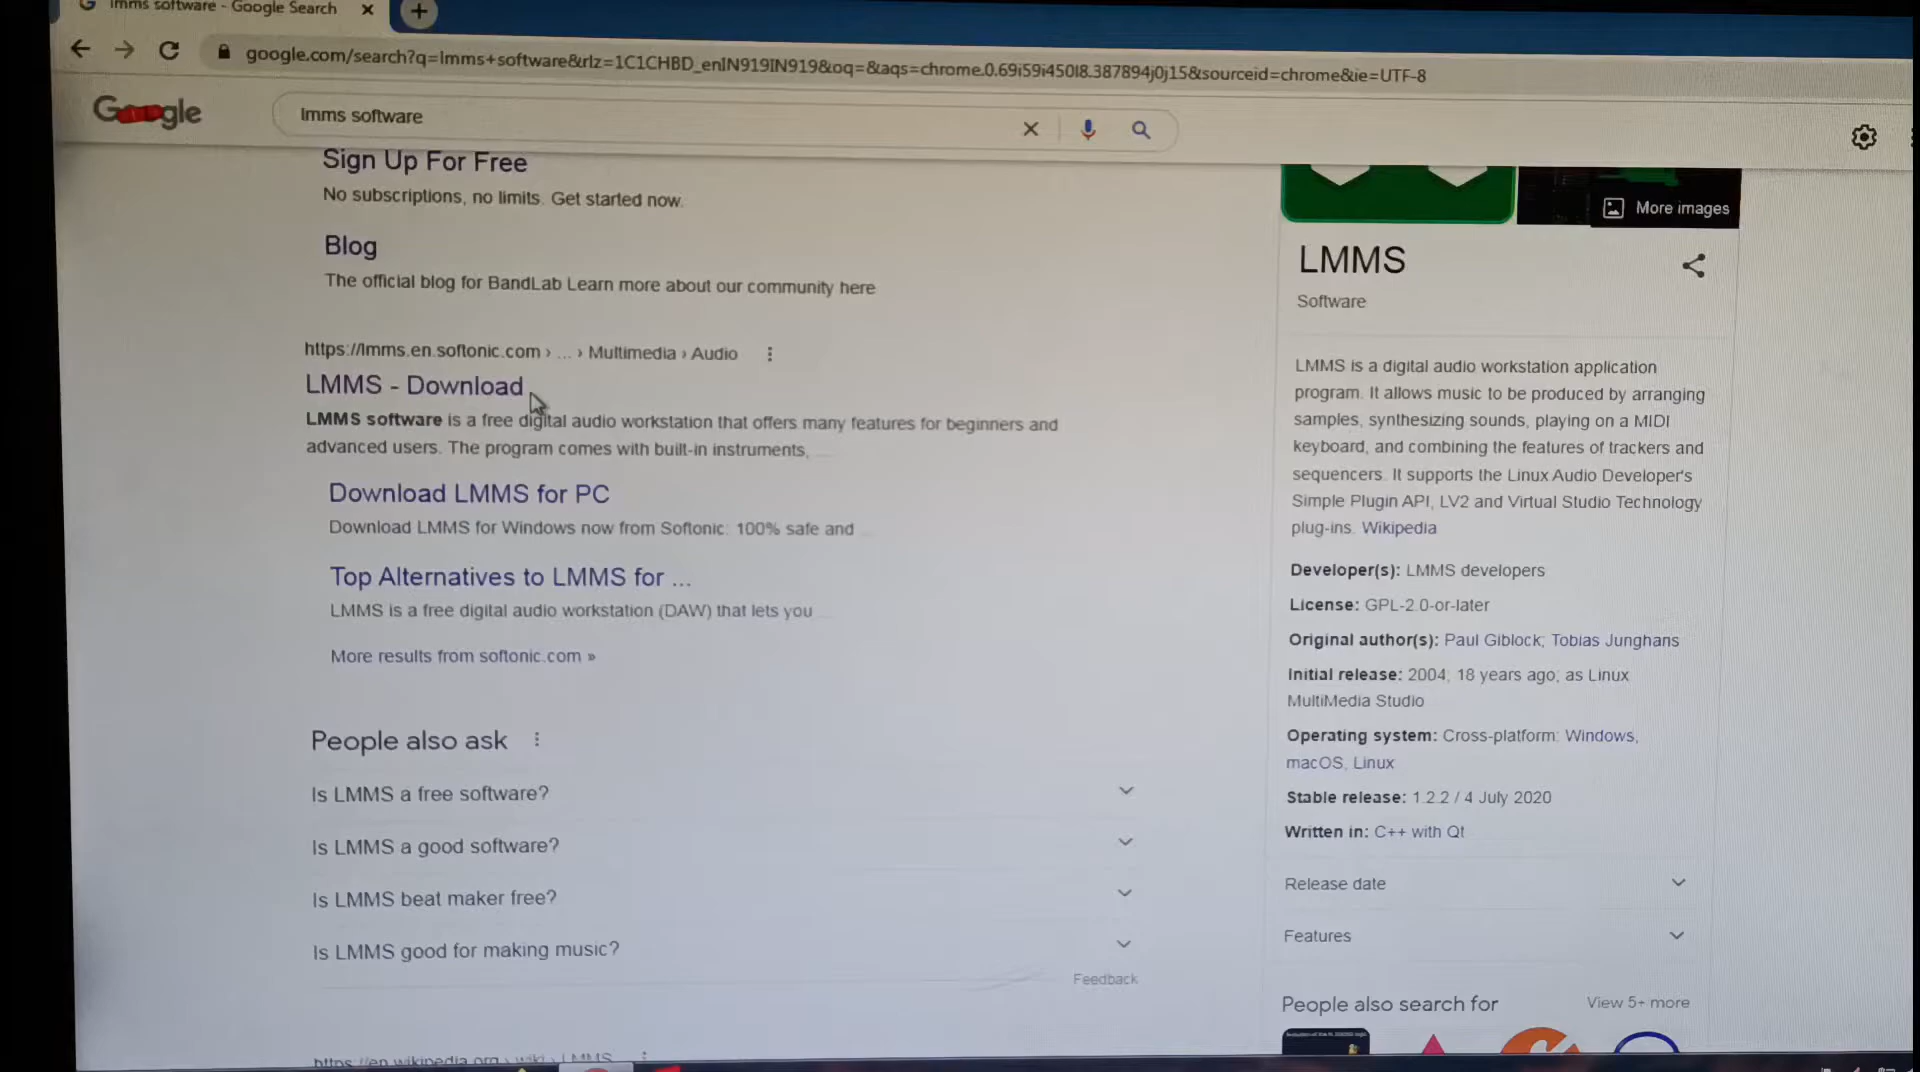 lmms software - Google Search
google.com/search?q=lmms+software&rlz=1C1CHBD_enIN919IN919&oq=&aqs=chrome.0.69i59i450l8.387894j0j15&sourceid=chrome&ie=UTF-8
Google
lmms software
Sign Up For Free
No subscriptions, no limits. Get started now.
Blog
The official blog for BandLab Learn more about our community here
https://lmms.en.softonic.com › ... › Multimedia › Audio
LMMS - Download
LMMS software is a free digital audio workstation that offers many features for beginners and
advanced users. The program comes with built-in instruments, ...
Download LMMS for PC
Download LMMS for Windows now from Softonic: 100% safe and ...
Top Alternatives to LMMS for ...
LMMS is a free digital audio workstation (DAW) that lets you ...
More results from softonic.com »
People also ask
Is LMMS a free software?
Is LMMS a good software?
Is LMMS beat maker free?
Is LMMS good for making music?
Feedback
https://en.wikipedia.org › wiki › LMMS
More images
LMMS
Software
LMMS is a digital audio workstation application
program. It allows music to be produced by arranging
samples, synthesizing sounds, playing on a MIDI
keyboard, and combining the features of trackers and
sequencers. It supports the Linux Audio Developer's
Simple Plugin API, LV2 and Virtual Studio Technology
plug-ins. Wikipedia
Developer(s): LMMS developers
License: GPL-2.0-or-later
Original author(s): Paul Giblock; Tobias Junghans
Initial release: 2004; 18 years ago; as Linux
MultiMedia Studio
Operating system: Cross-platform: Windows,
macOS, Linux
Stable release: 1.2.2 / 4 July 2020
Written in: C++ with Qt
Release date
Features
People also search for
View 5+ more